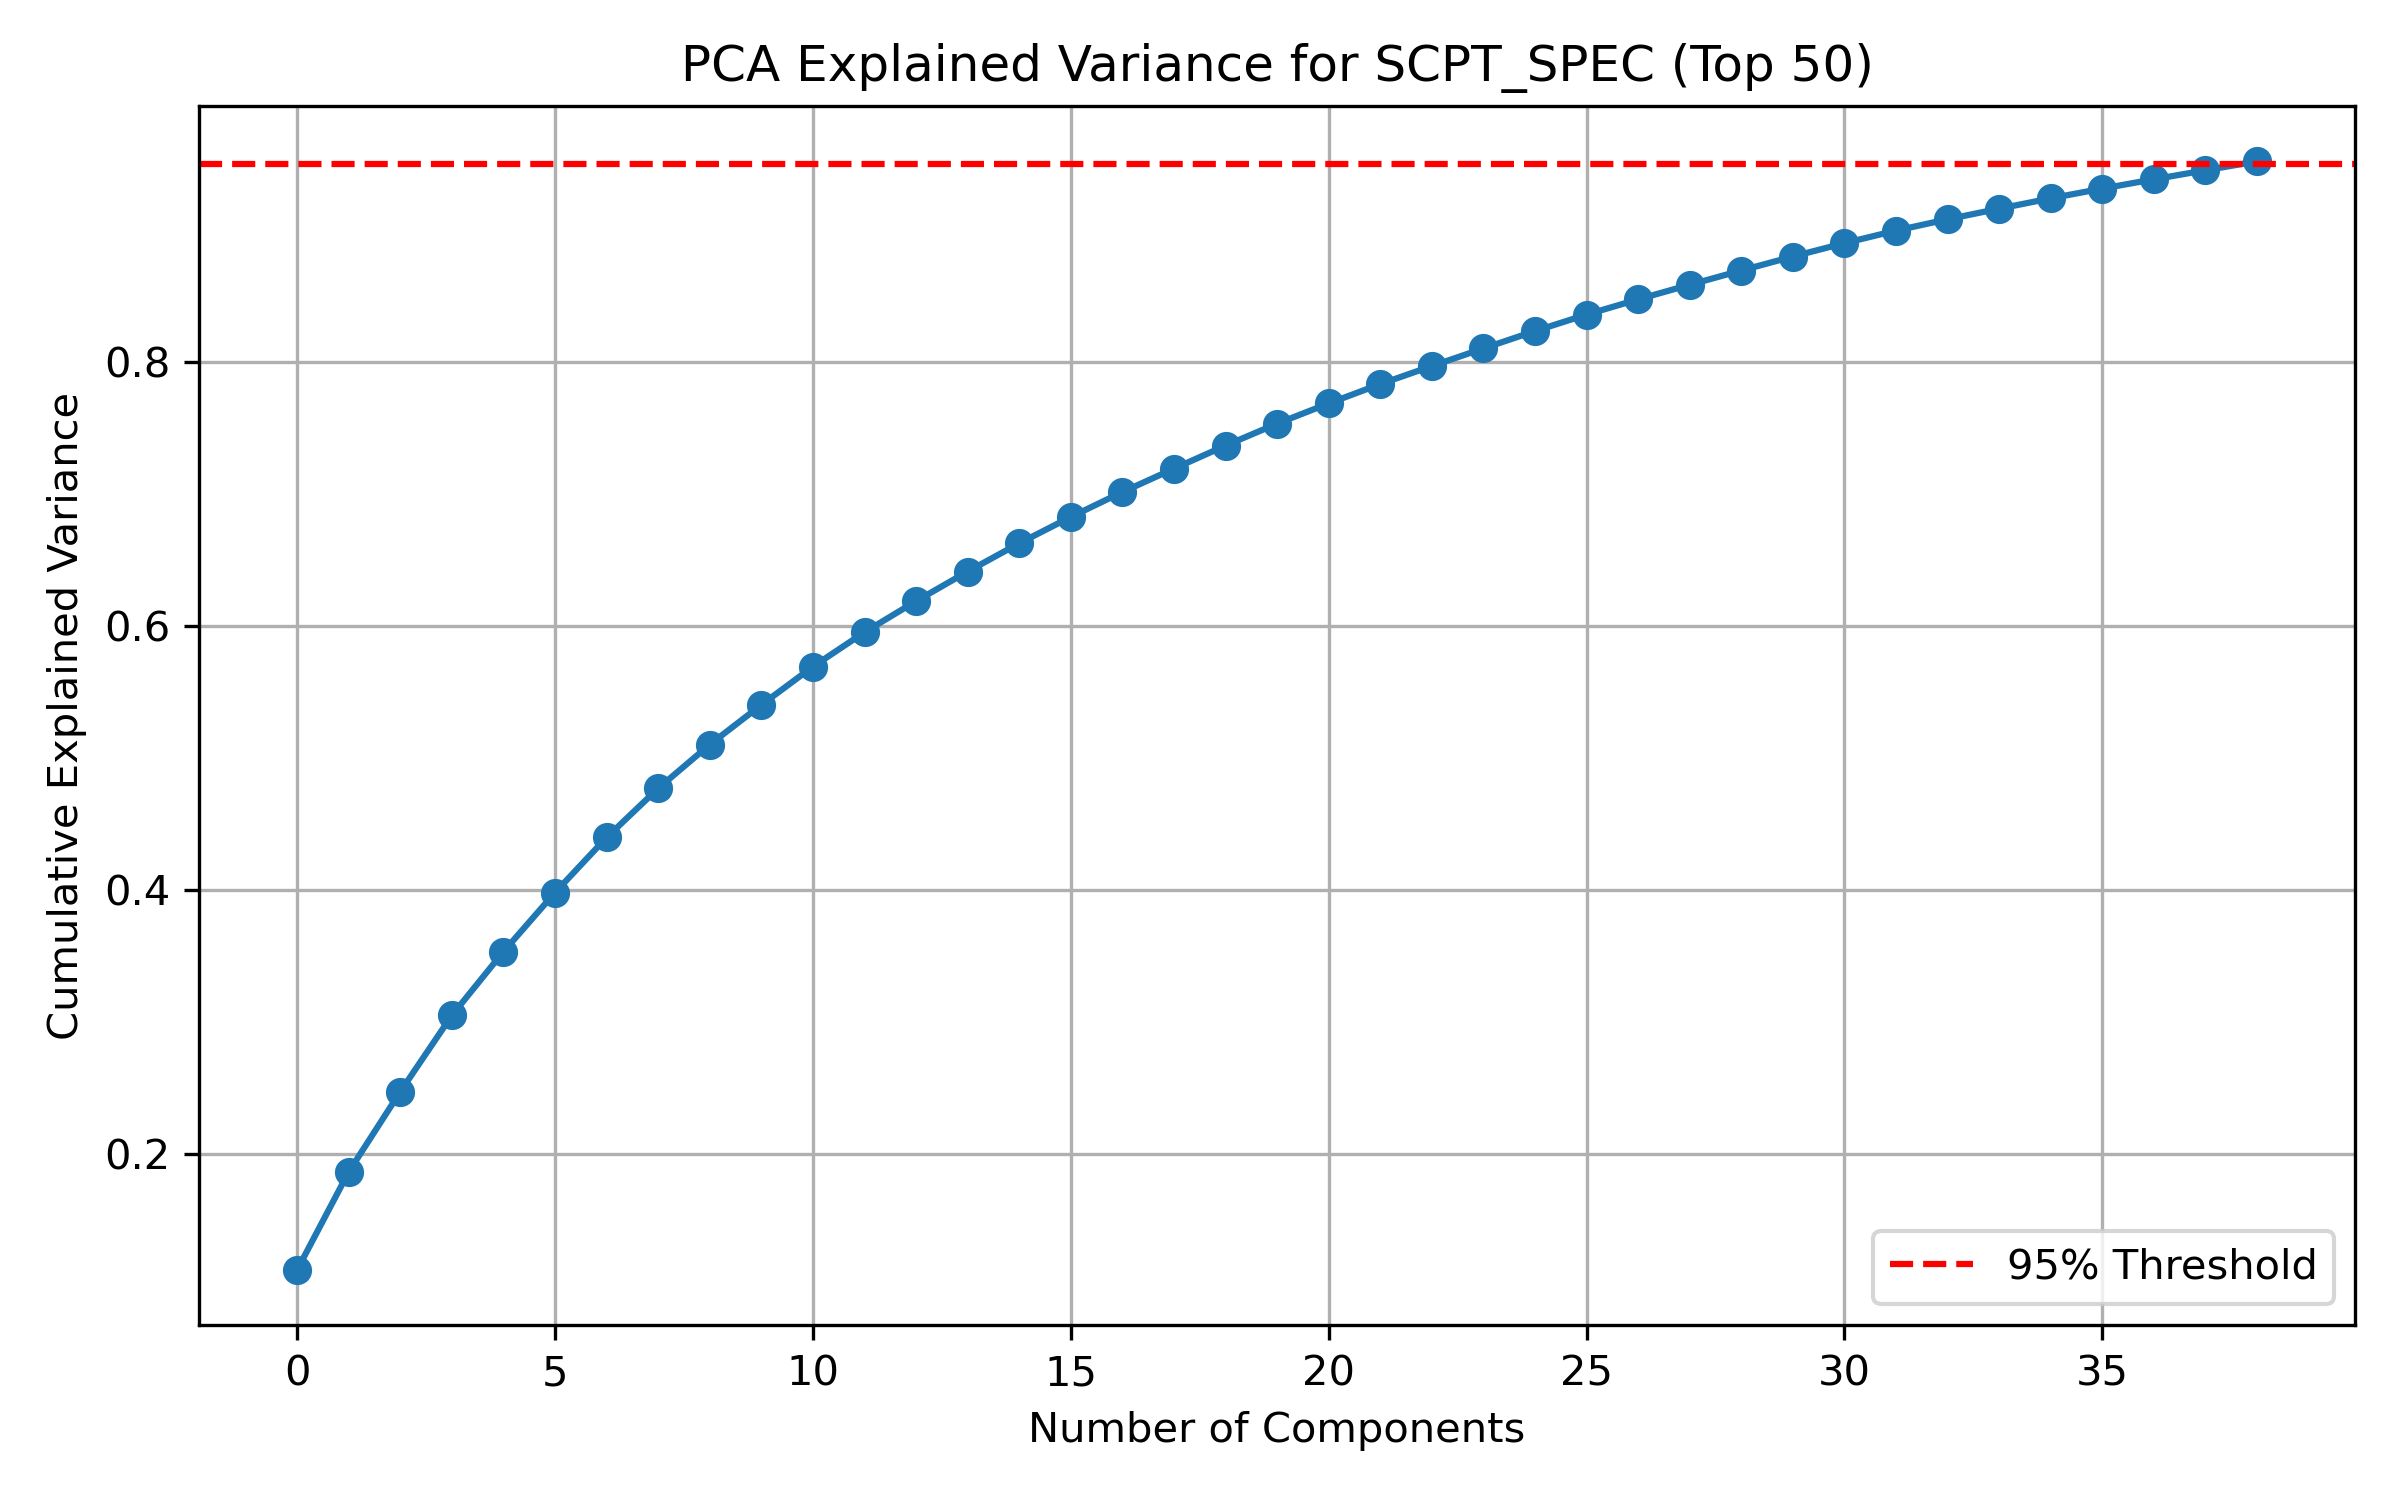 PCA Explained Variance for SCPT_SPEC (Top 50)
Cumulative Explained Variance
0.8
0.6
0.4
0.2
95% Threshold
0 5 10 15 20 25 30 35
Number of Components